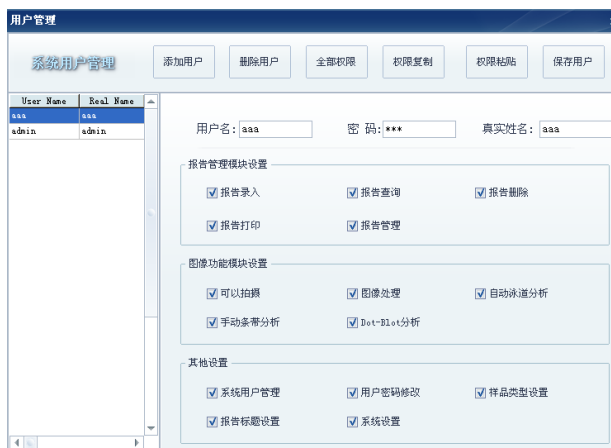 用户管理
系统用户管理 添加用户 删除用户 全部权限 权限复制 权限粘贴 保存用户
User Name Real Name
aaa aaa
admin admin
用户名: aaa 密 码: *** 真实姓名: aaa
报告管理模块设置
报告录入 报告查询 报告删除
报告打印 报告管理
图像功能模块设置
可以拍摄 图像处理 自动泳道分析
手动条带分析 Dot-Blot分析
其他设置
系统用户管理 用户密码修改 样品类型设置
报告标题设置 系统设置